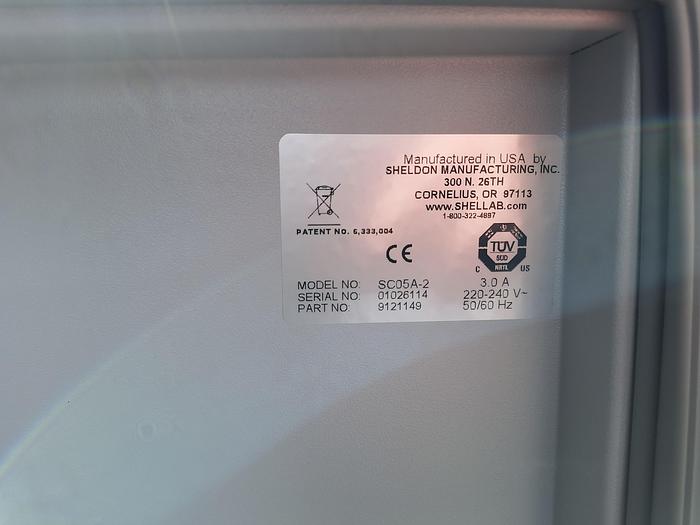 Manufactured in USA by
SHELDON MANUFACTURING, INC.
300 N. 26TH
CORNELIUS, OR 97113
www.SHELLAB.com
1-800-322-4897
PATENT NO. 6,333,004
CE
TÜV
SÜD
NRTL
C US
MODEL NO: SC05A-2 3.0 A
SERIAL NO: 01026114 220-240 V~
PART NO: 9121149 50/60 Hz